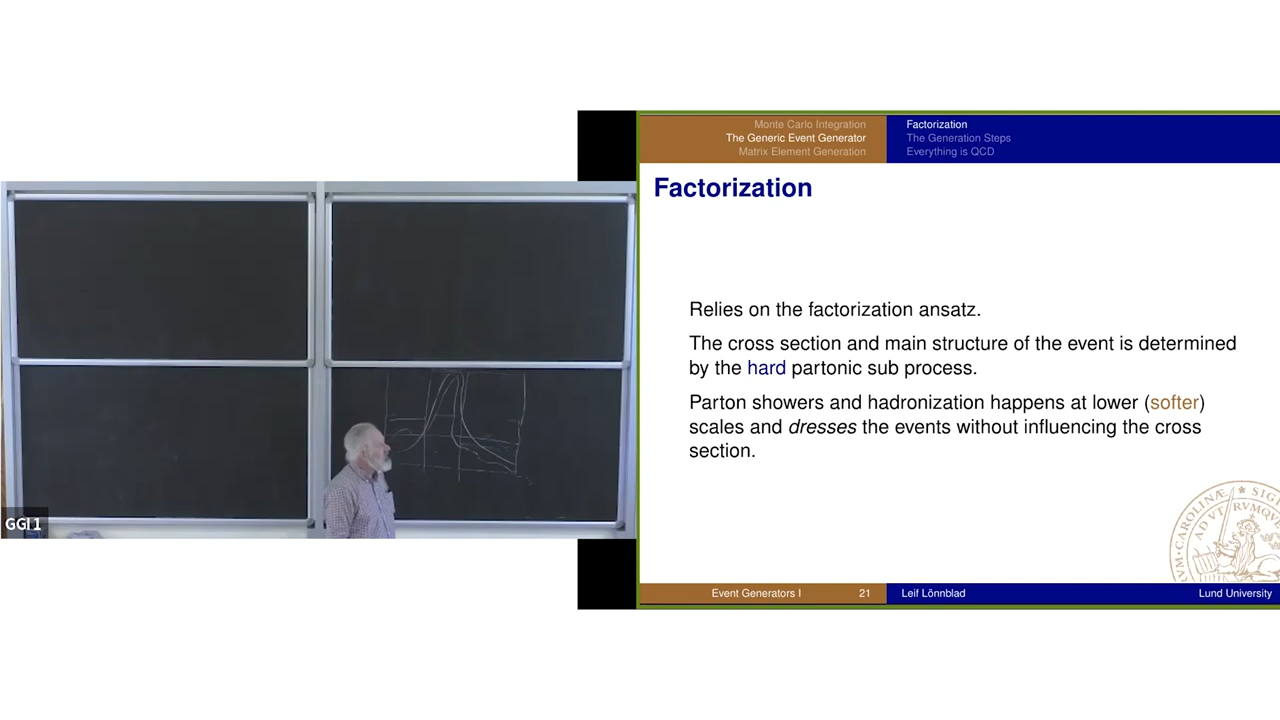 Monte Carlo Integration
The Generic Event Generator
Matrix Element Generation
Factorization
The Generation Steps
Everything is QCD
Factorization
Relies on the factorization ansatz.
The cross section and main structure of the event is determined
by the hard partonic sub process.
Parton showers and hadronization happens at lower (softer)
scales and dresses the events without influencing the cross
section.
GGI 1
Event Generators I
21
Leif Lönnblad
Lund University